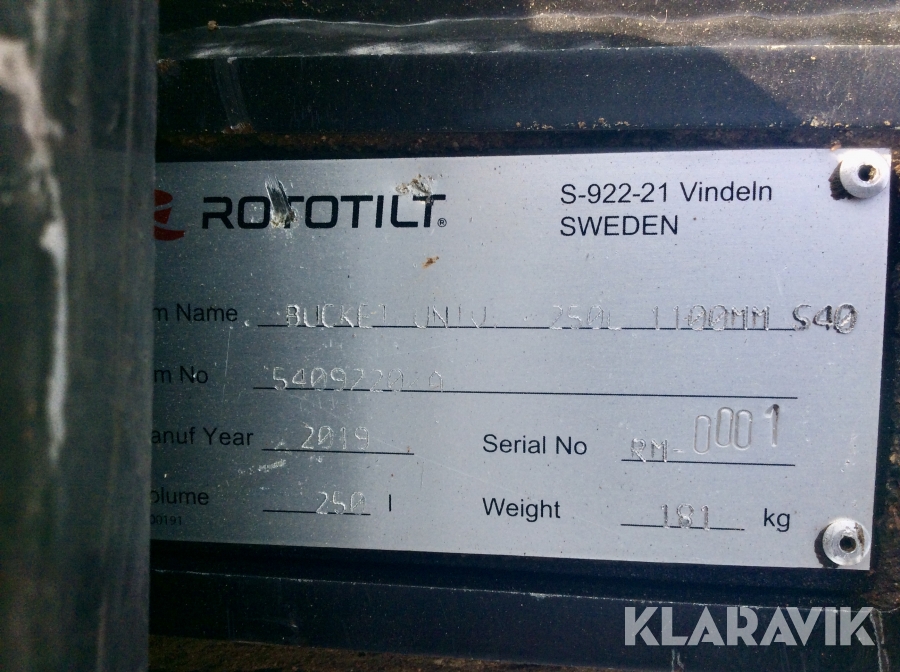 ROTOTILT®
S-922-21 Vindeln
SWEDEN
m Name BUCKET UNIV. 250L 1100MM S40
m No 5409220 A
anuf Year 2019
Serial No RM-0001
olume 250 l
Weight 181 kg
00191
KLARAVIK